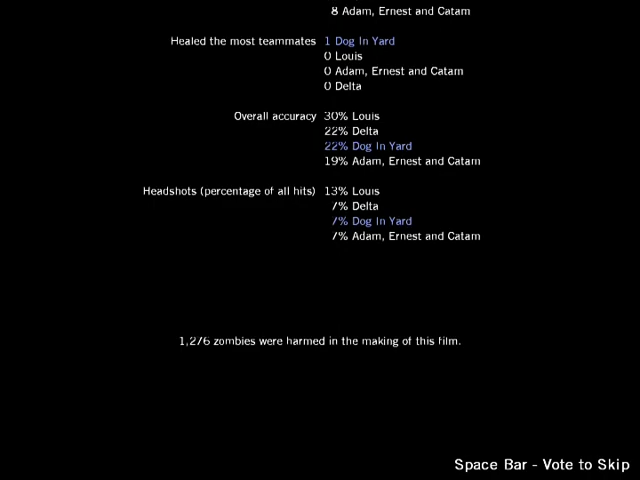 8 Adam, Ernest and Catam
Healed the most teammates 1 Dog In Yard
0 Louis
0 Adam, Ernest and Catam
0 Delta
Overall accuracy 30% Louis
22% Delta
22% Dog In Yard
19% Adam, Ernest and Catam
Headshots (percentage of all hits) 13% Louis
7% Delta
7% Dog In Yard
7% Adam, Ernest and Catam
1,276 zombies were harmed in the making of this film.
Space Bar - Vote to Skip